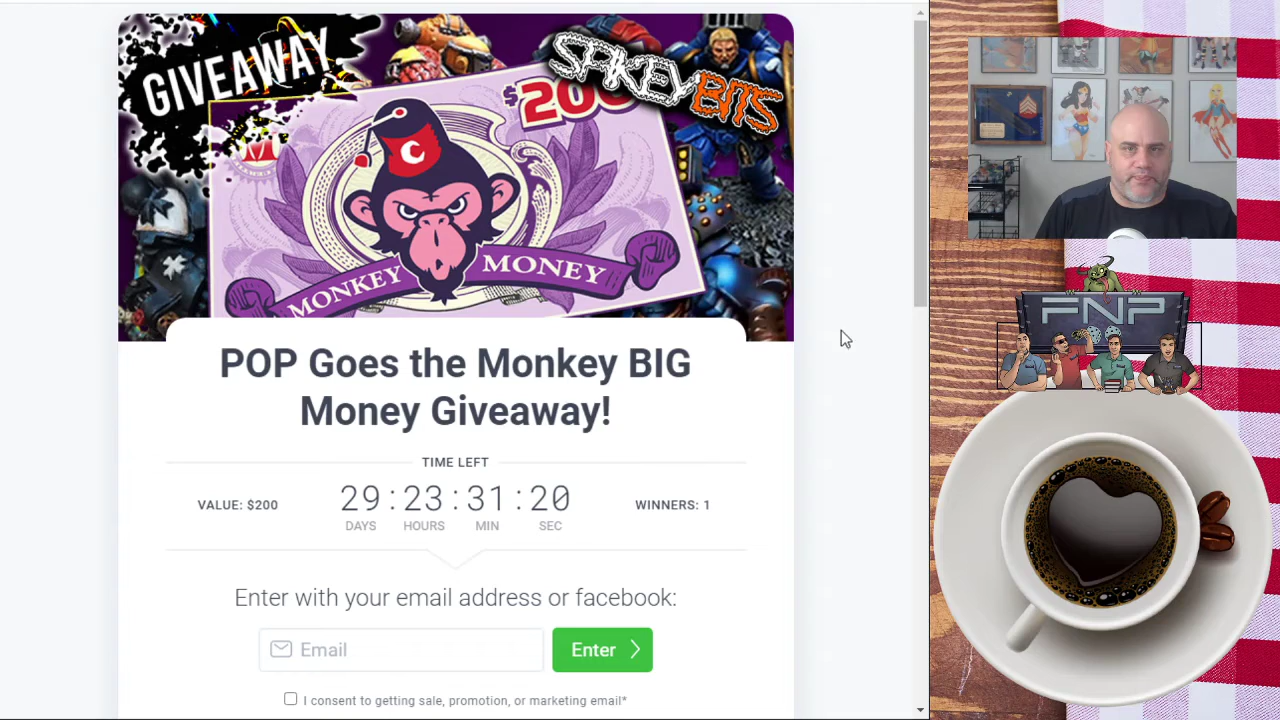 GIVEAWAY
SPIKEYBITS
$200
MONKEY MONEY
FNP
POP Goes the Monkey BIG
Money Giveaway!
TIME LEFT
VALUE: $200
29:23:31:20
WINNERS: 1
DAYS HOURS MIN SEC
Enter with your email address or facebook:
Email
Enter
I consent to getting sale, promotion, or marketing email*